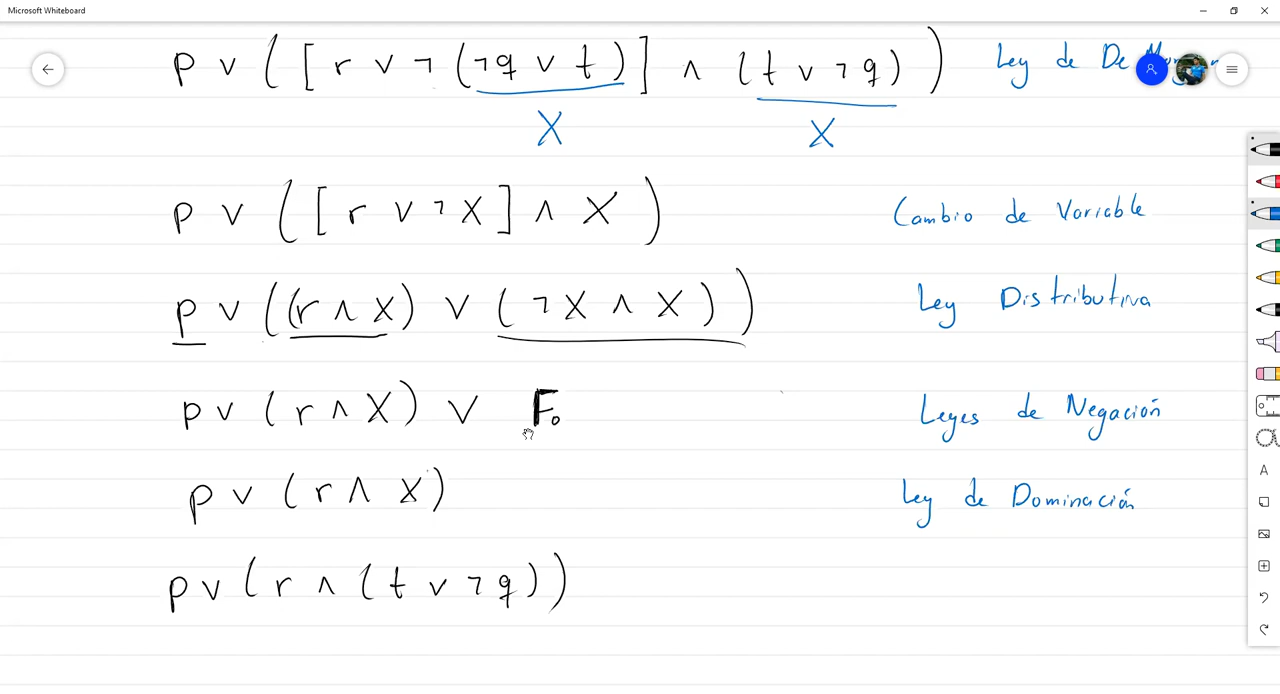 Microsoft Whiteboard
p ∨ ([r ∨ ¬(¬q ∨ t)] ∧ (t ∨ ¬q)) Ley de De
X X
p ∨ ([r ∨ ¬X] ∧ X) Cambio de Variable
p ∨ ((r ∧ X) ∨ (¬X ∧ X)) Ley Distributiva
p ∨ (r ∧ X) ∨ F₀ Leyes de Negación
p ∨ (r ∧ X) Ley de Dominación
p ∨ (r ∧ (t ∨ ¬q))
A